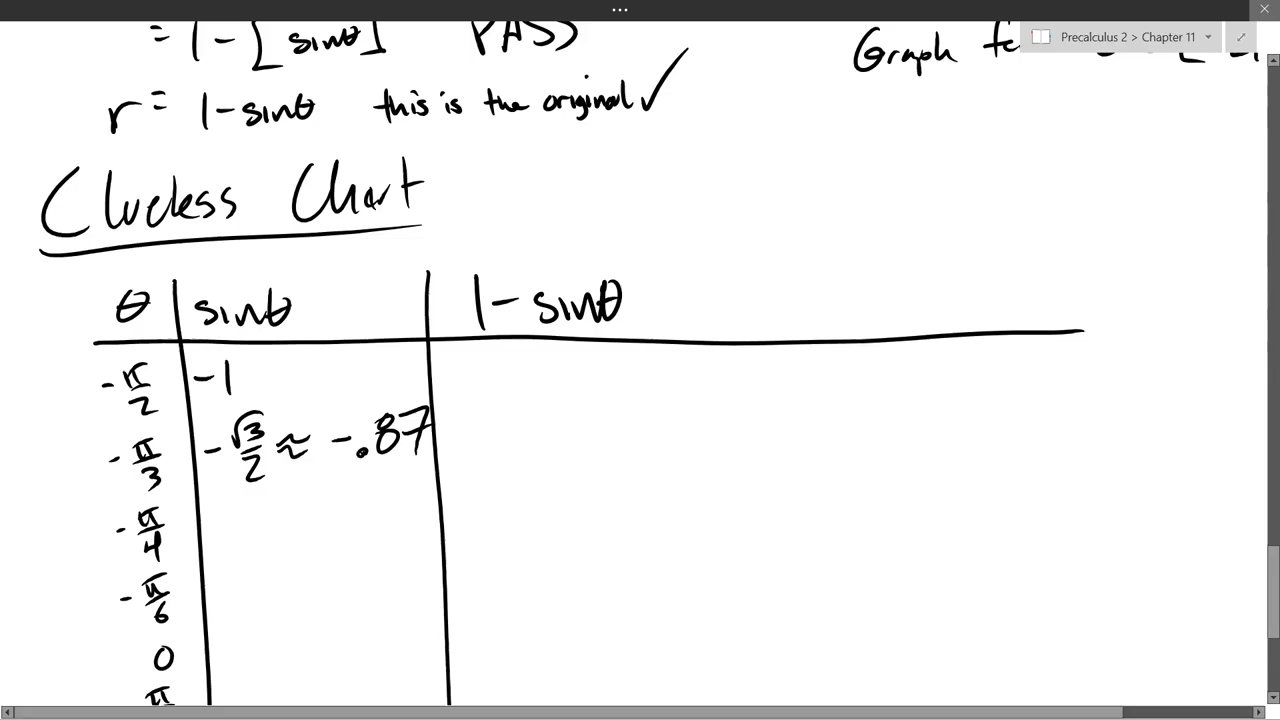 Precalculus 2 > Chapter 11
= 1 - [sinθ] PASS
Graph
r = 1 - sinθ this is the original ✓
Clueless Chart
θ sinθ 1 - sinθ
-π/2 -1
-π/3 -√3/2 ≈ -.87
-π/4
-π/6
0
π